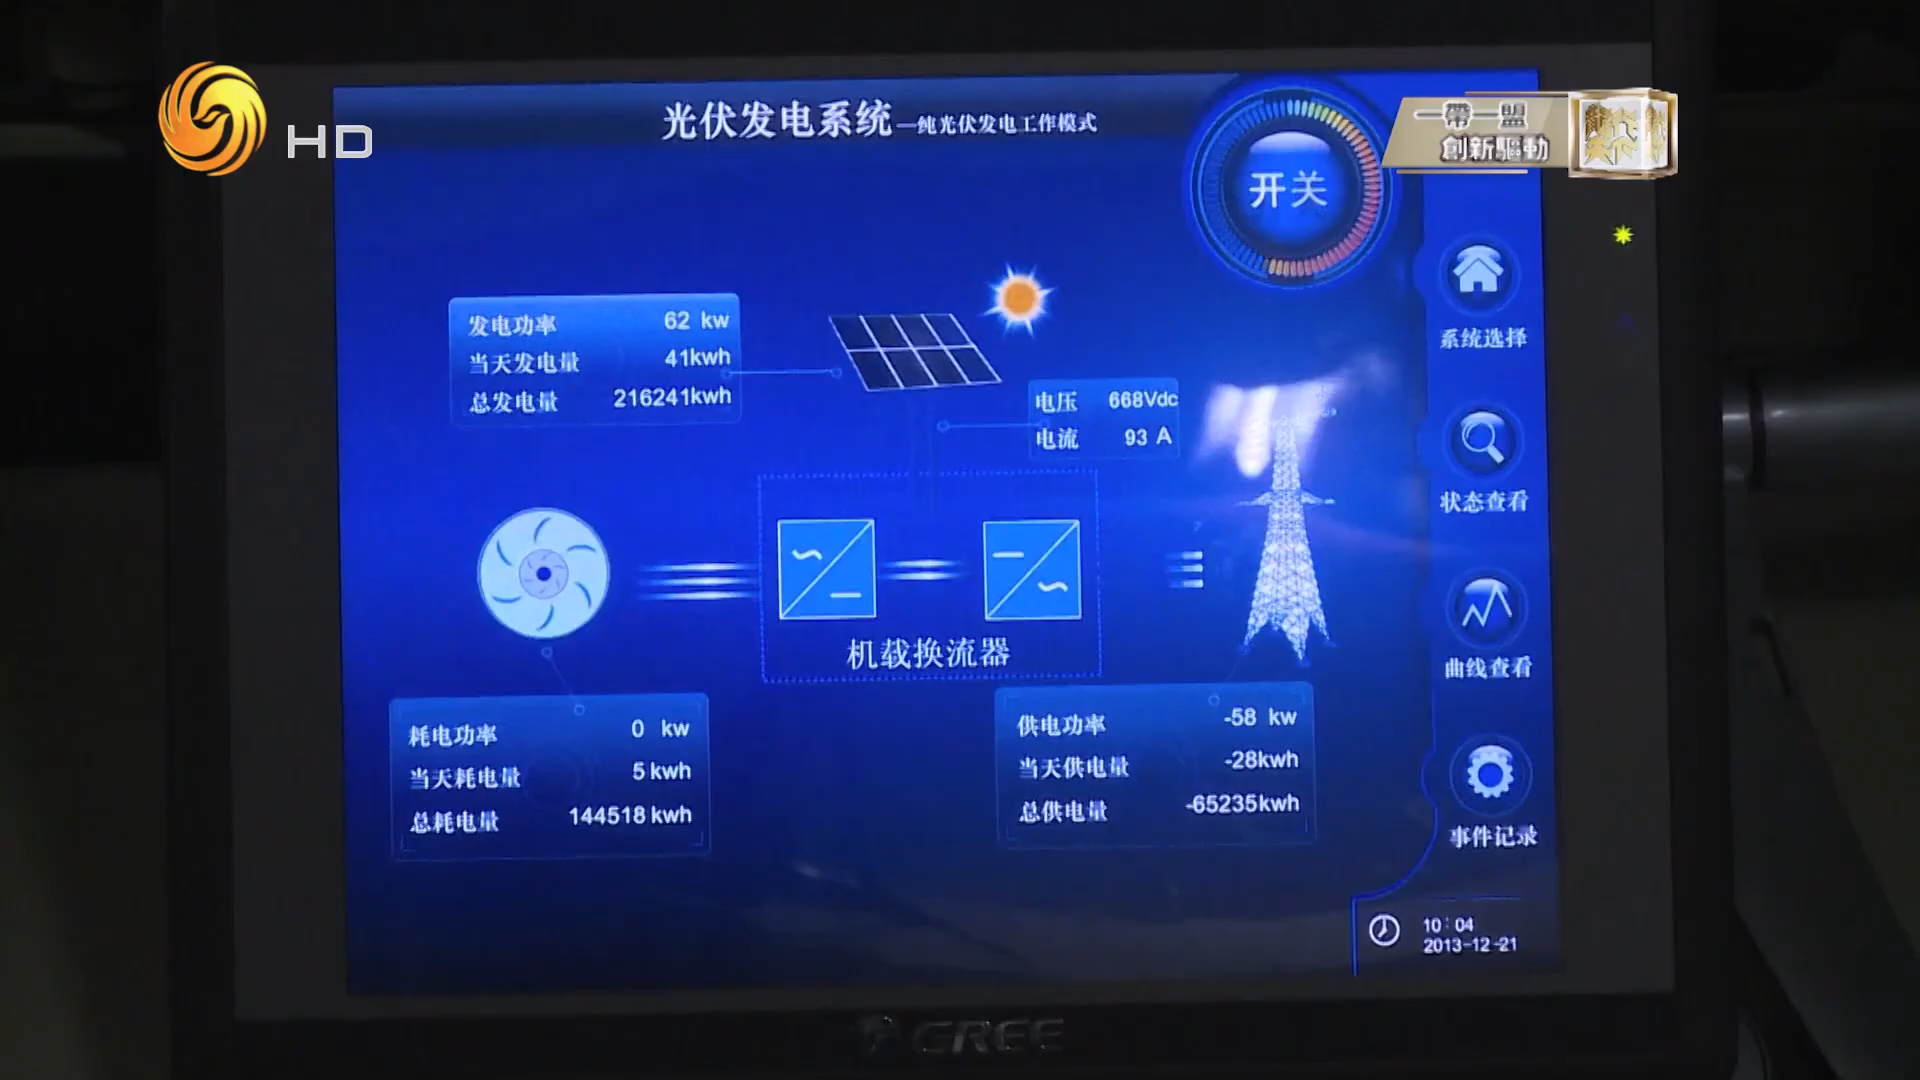 HD
一帶一盟
創新驅動
光伏发电系统—纯光伏发电工作模式
开关
发电功率 62 kw
当天发电量 41kwh
总发电量 216241kwh
电压 668Vdc
电流 93 A
机载换流器
耗电功率 0 kw
当天耗电量 5kwh
总耗电量 144518kwh
供电功率 -58 kw
当天供电量 -28kwh
总供电量 -65235kwh
系统选择
状态查看
曲线查看
事件记录
10:04
2013-12-21
GREE